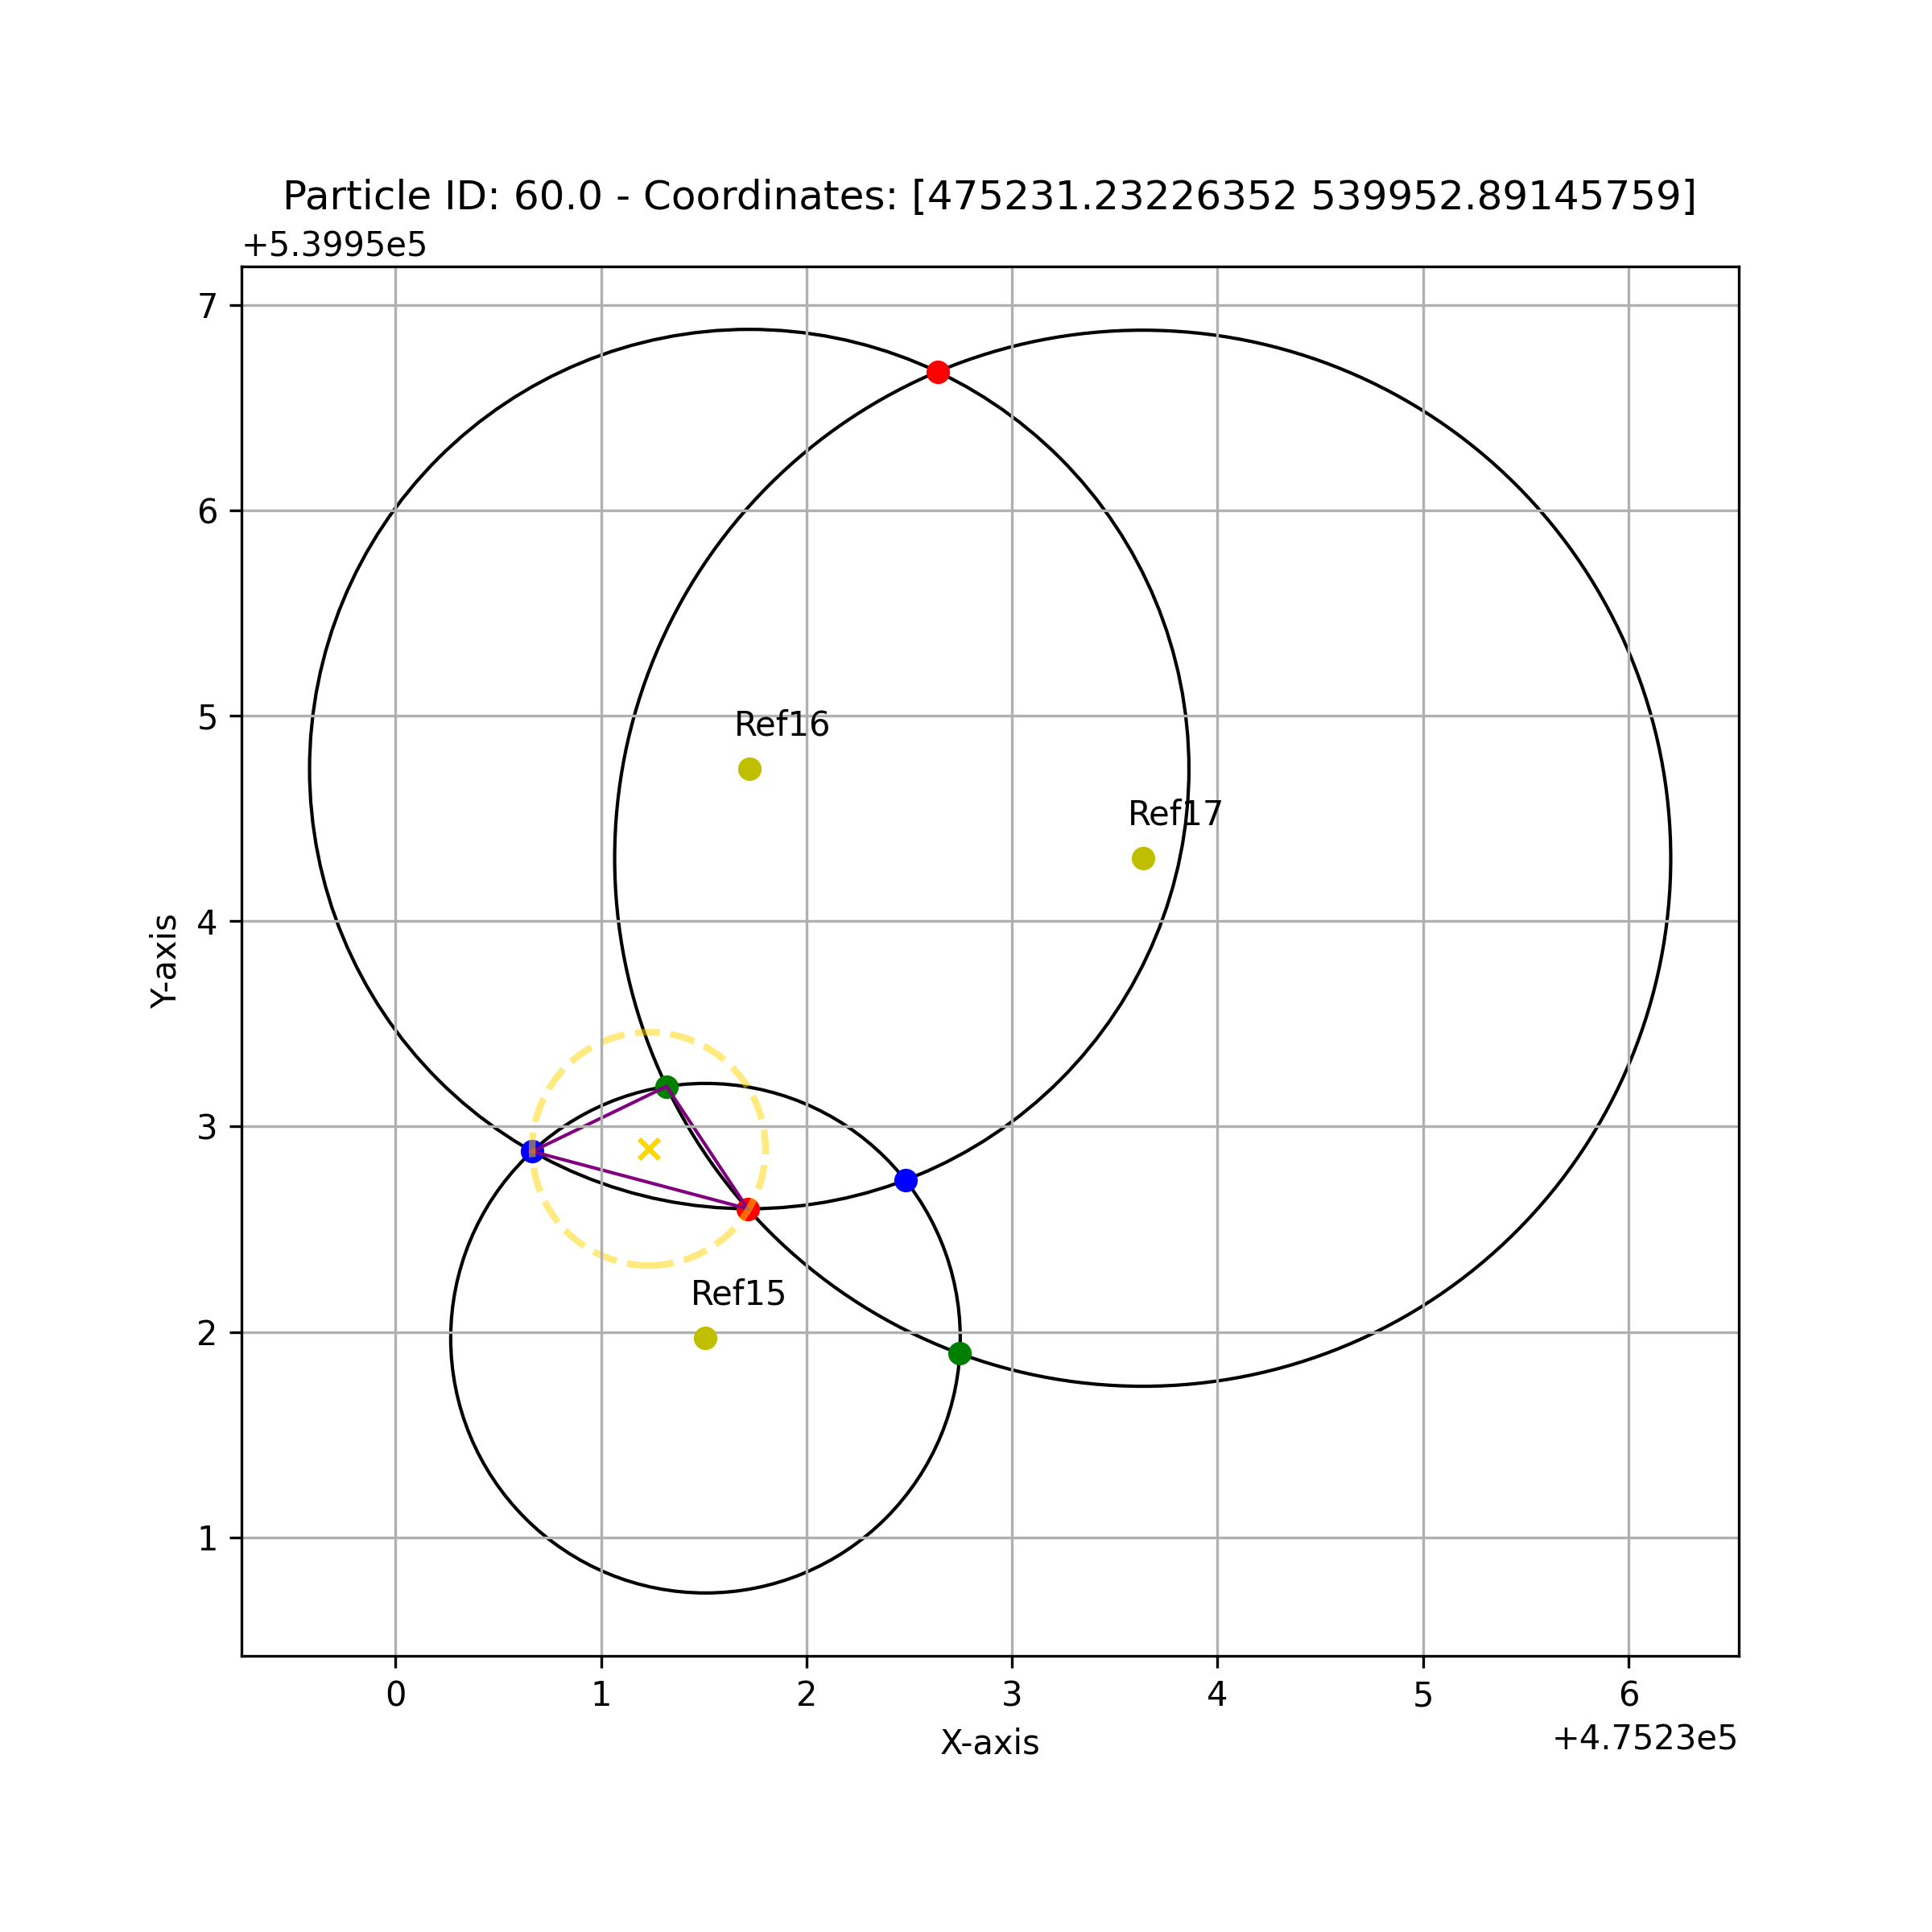 Particle ID: 60.0 - Coordinates: [475231.23226352 539952.89145759]
+5.3995e5
7
6
5
4
3
2
1
Y-axis
Ref16
Ref17
Ref15
0 1 2 3 4 5 6
X-axis
+4.7523e5